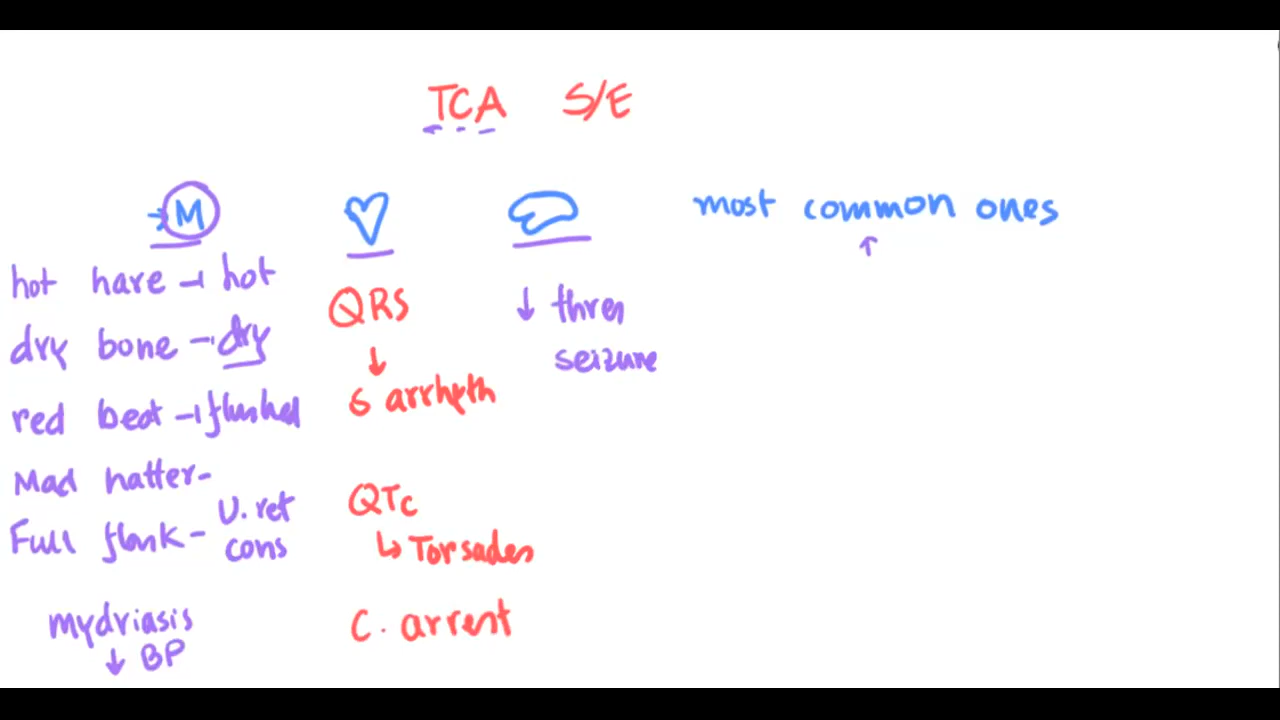 TCA S/E
→M
hot hare → hot
dry bone → dry
red beat → flushed
Mad hatter-
Full flask - U. ret
cons
mydriasis
↓ BP
QRS
↓
arrhyth
QTc
↳ Torsades
C. arrest
↓ thres
seizure
most common ones
↑